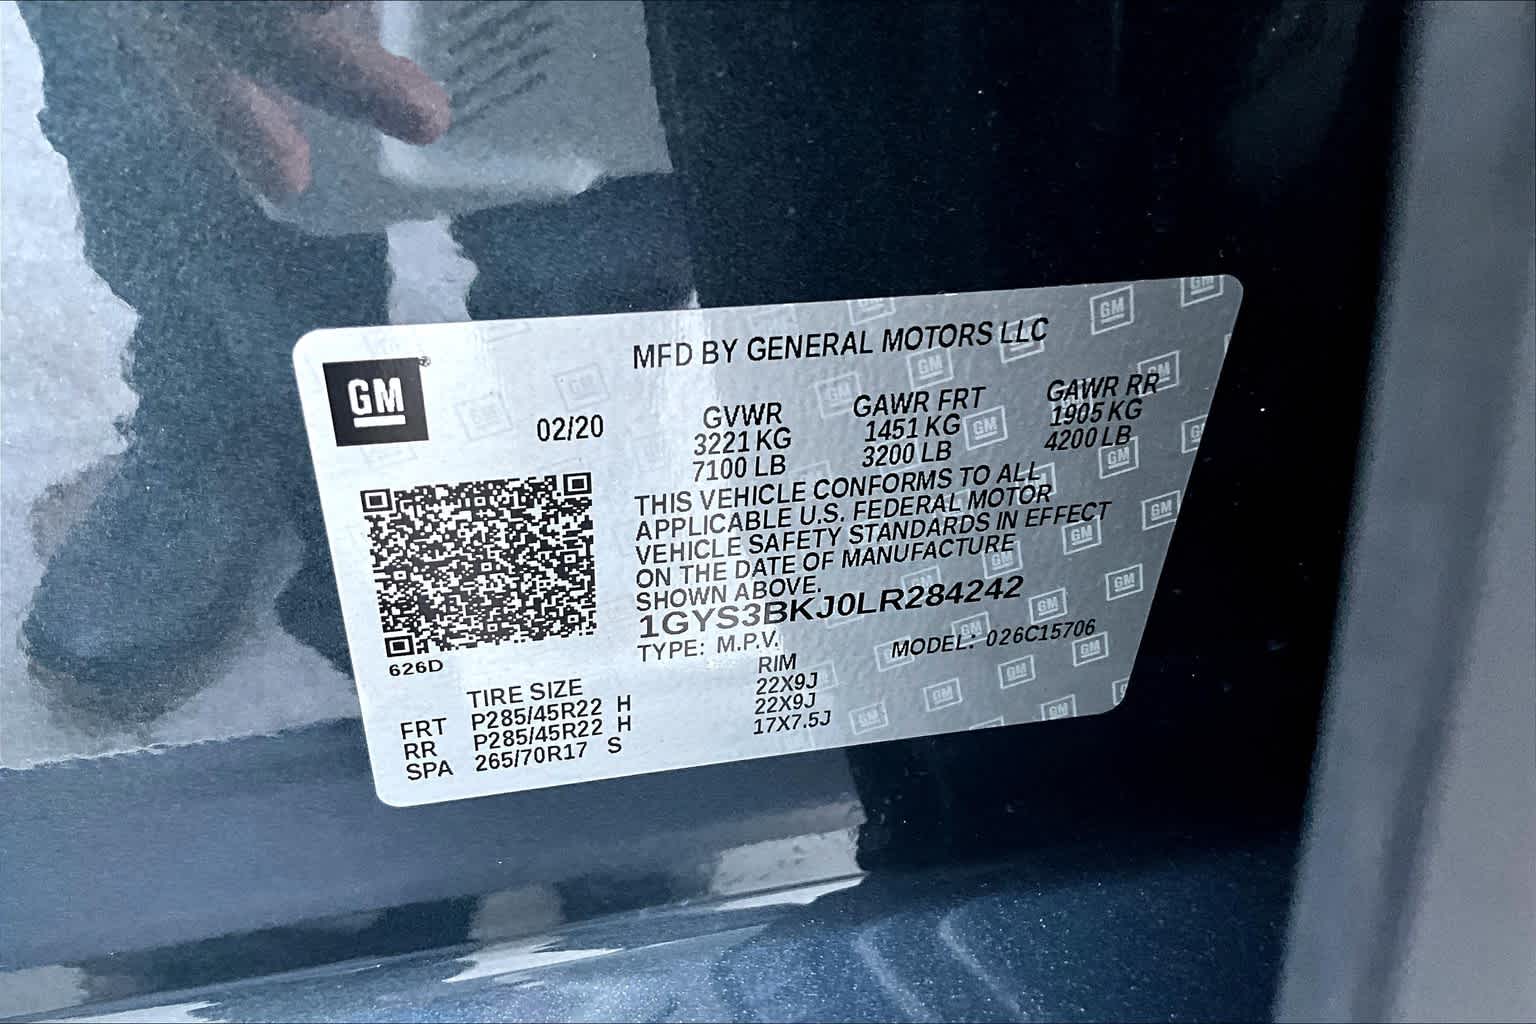 MFD BY GENERAL MOTORS LLC
GM
02/20
GVWR GAWR FRT GAWR RR
3221 KG 1451 KG 1905 KG
7100 LB 3200 LB 4200 LB
THIS VEHICLE CONFORMS TO ALL
APPLICABLE U.S. FEDERAL MOTOR
VEHICLE SAFETY STANDARDS IN EFFECT
ON THE DATE OF MANUFACTURE
SHOWN ABOVE.
1GYS3BKJ0LR284242
TYPE: M.P.V. MODEL: 026C15706
626D
TIRE SIZE RIM
FRT P285/45R22 H 22X9J
RR P285/45R22 H 22X9J
SPA 265/70R17 S 17X7.5J